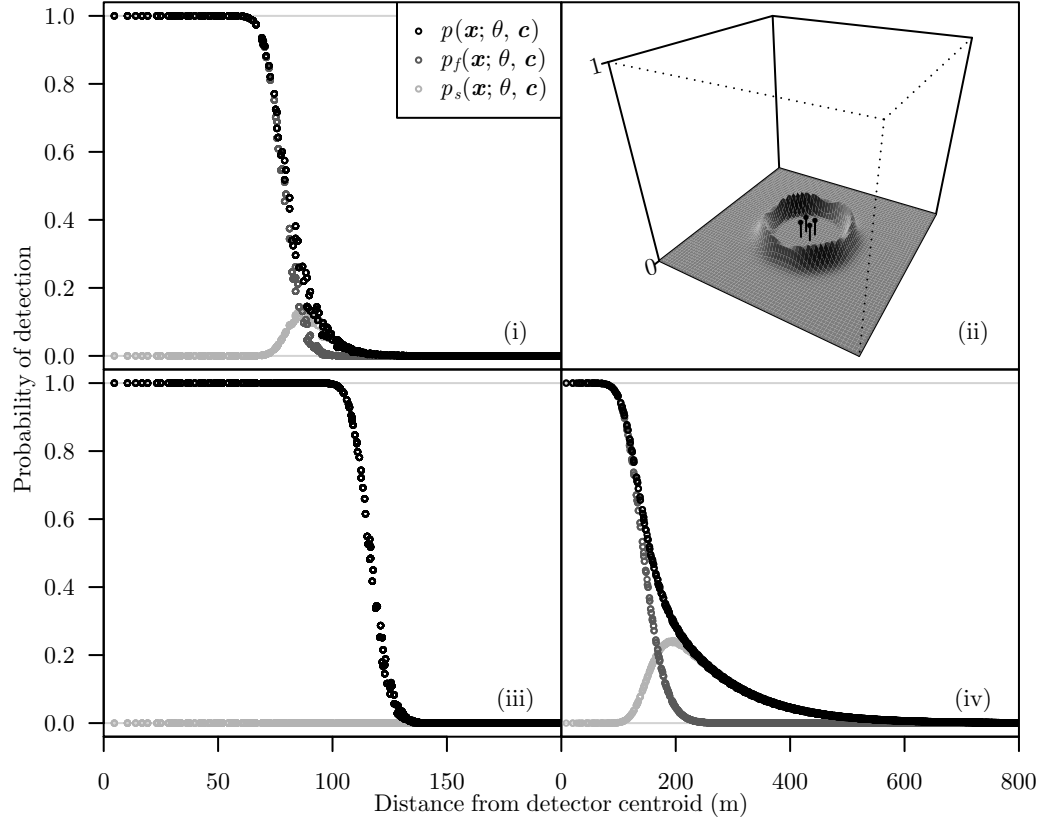 Probability of detection
1.0
0.8
0.6
0.4
0.2
0.0
p(x; θ, c)
p_f(x; θ, c)
p_s(x; θ, c)
(i)
1
0
(ii)
1.0
0.8
0.6
0.4
0.2
0.0
(iii)
(iv)
0 50 100 150
0 200 400 600 800
Distance from detector centroid (m)